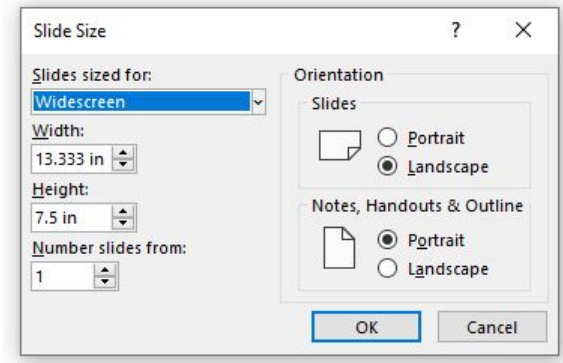 Slide Size
?
Slides sized for:
Widescreen
Width:
13.333 in
Height:
7.5 in
Number slides from:
1
Orientation
Slides
Portrait
Landscape
Notes, Handouts & Outline
Portrait
Landscape
OK
Cancel